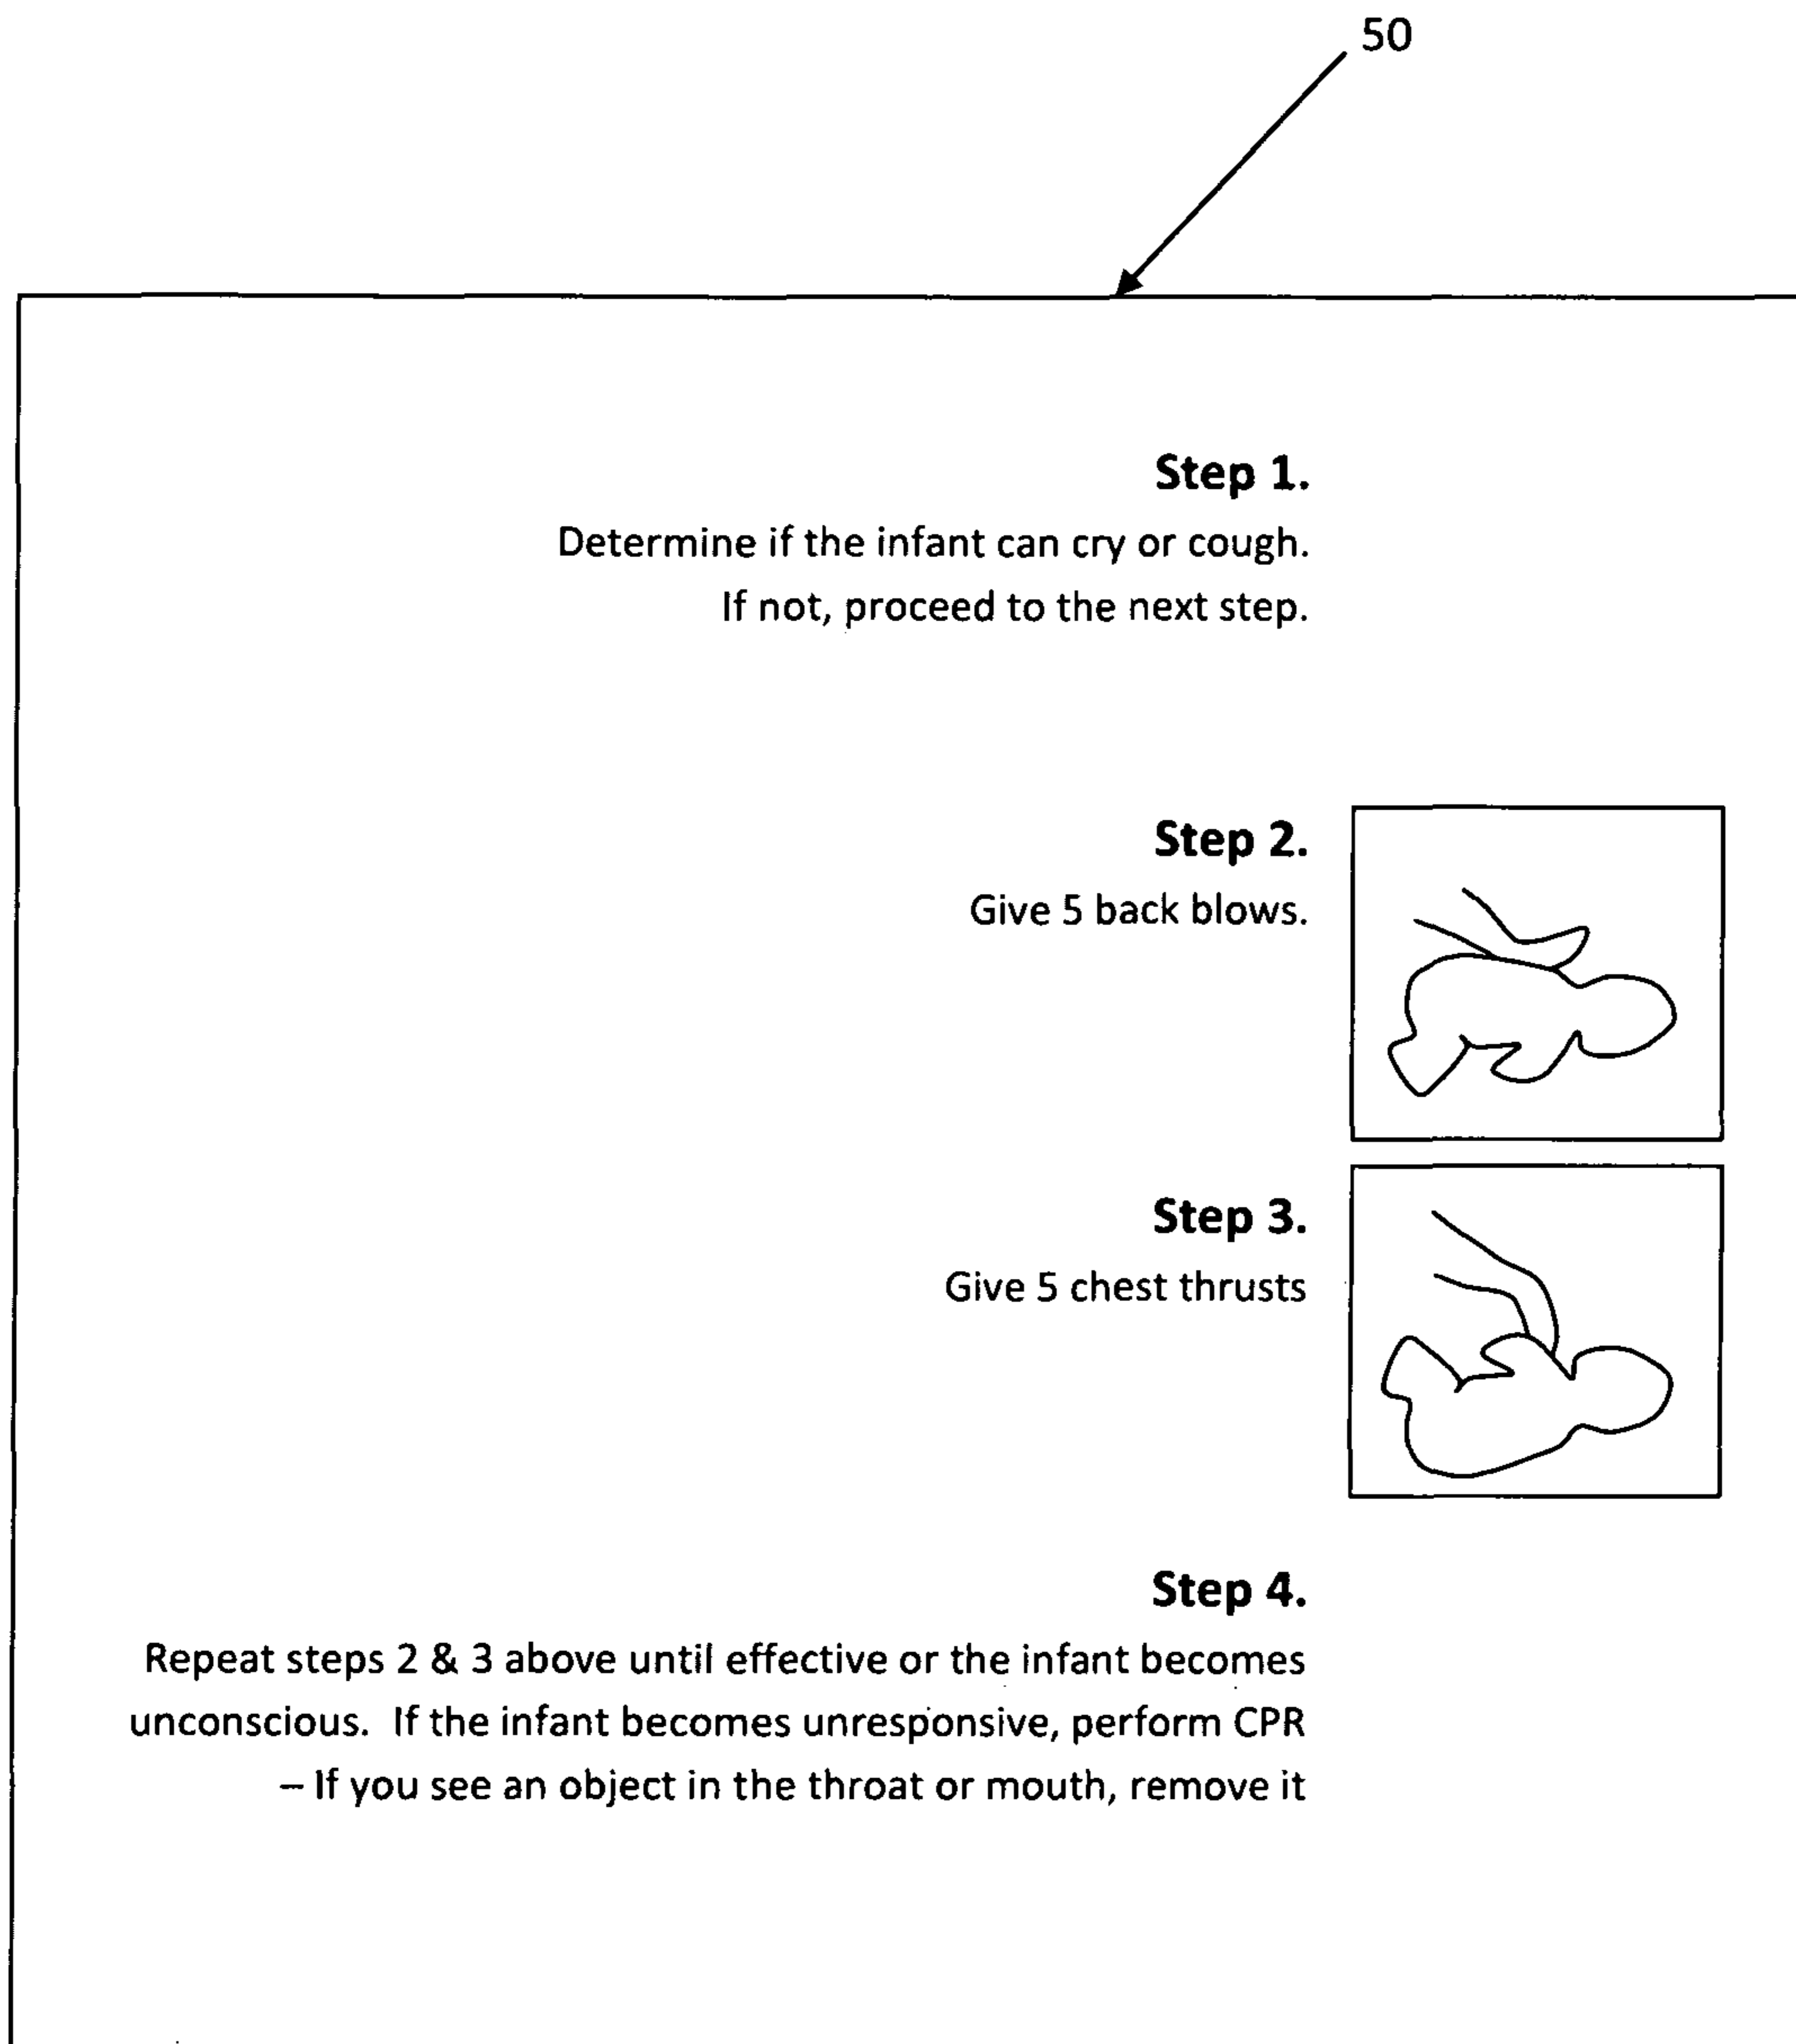 50
Step 1.
Determine if the infant can cry or cough.
If not, proceed to the next step.
Step 2.
Give 5 back blows.
Step 3.
Give 5 chest thrusts
Step 4.
Repeat steps 2 & 3 above until effective or the infant becomes
unconscious. If the infant becomes unresponsive, perform CPR
– If you see an object in the throat or mouth, remove it